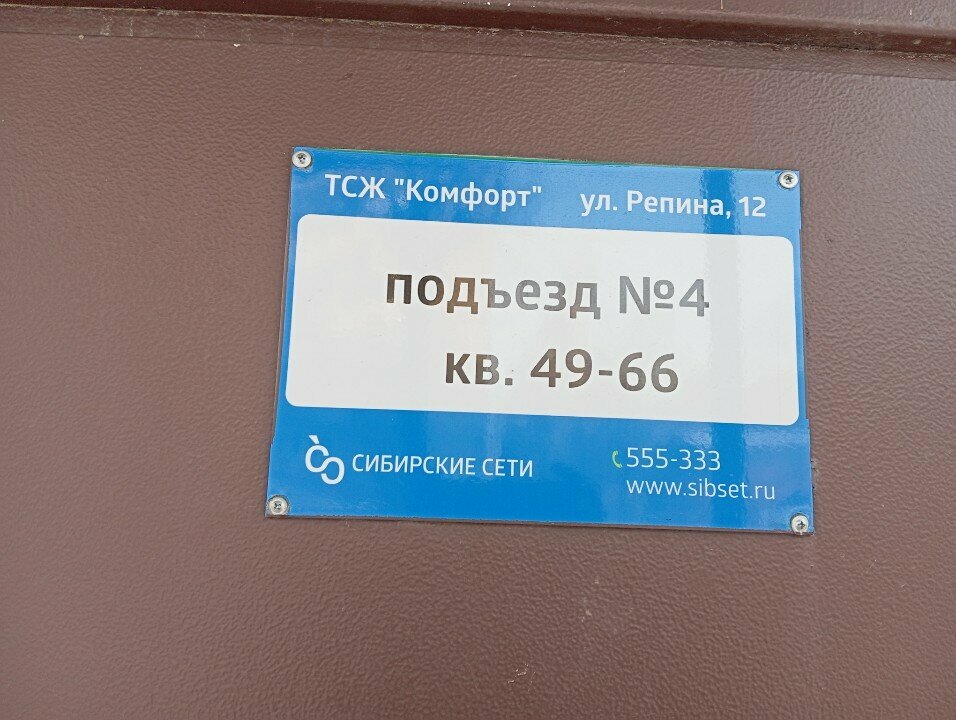 ТСЖ "Комфорт" ул. Репина, 12
подъезд №4
кв. 49-66
СИБИРСКИЕ СЕТИ
555-333
www.sibset.ru